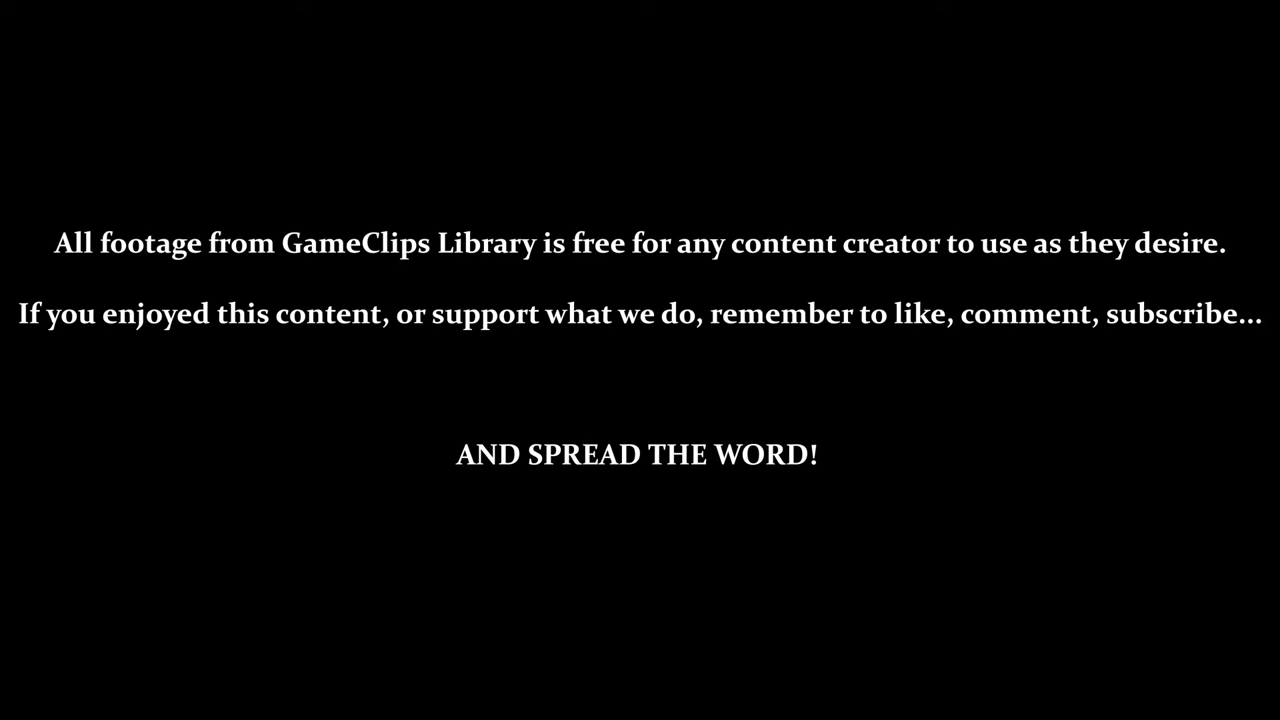 All footage from GameClips Library is free for any content creator to use as they desire.
If you enjoyed this content, or support what we do, remember to like, comment, subscribe...
AND SPREAD THE WORD!